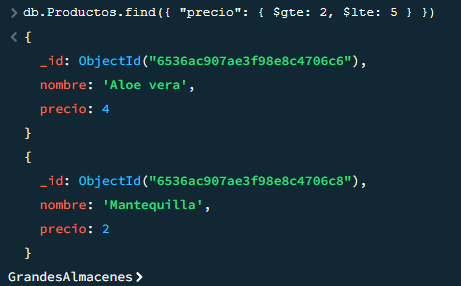 > db.Productos.find({ "precio": { $gte: 2, $lte: 5 } })
< {
_id: ObjectId("6536ac907ae3f98e8c4706c6"),
nombre: 'Aloe vera',
precio: 4
}
{
_id: ObjectId("6536ac907ae3f98e8c4706c8"),
nombre: 'Mantequilla',
precio: 2
}
GrandesAlmacenes>